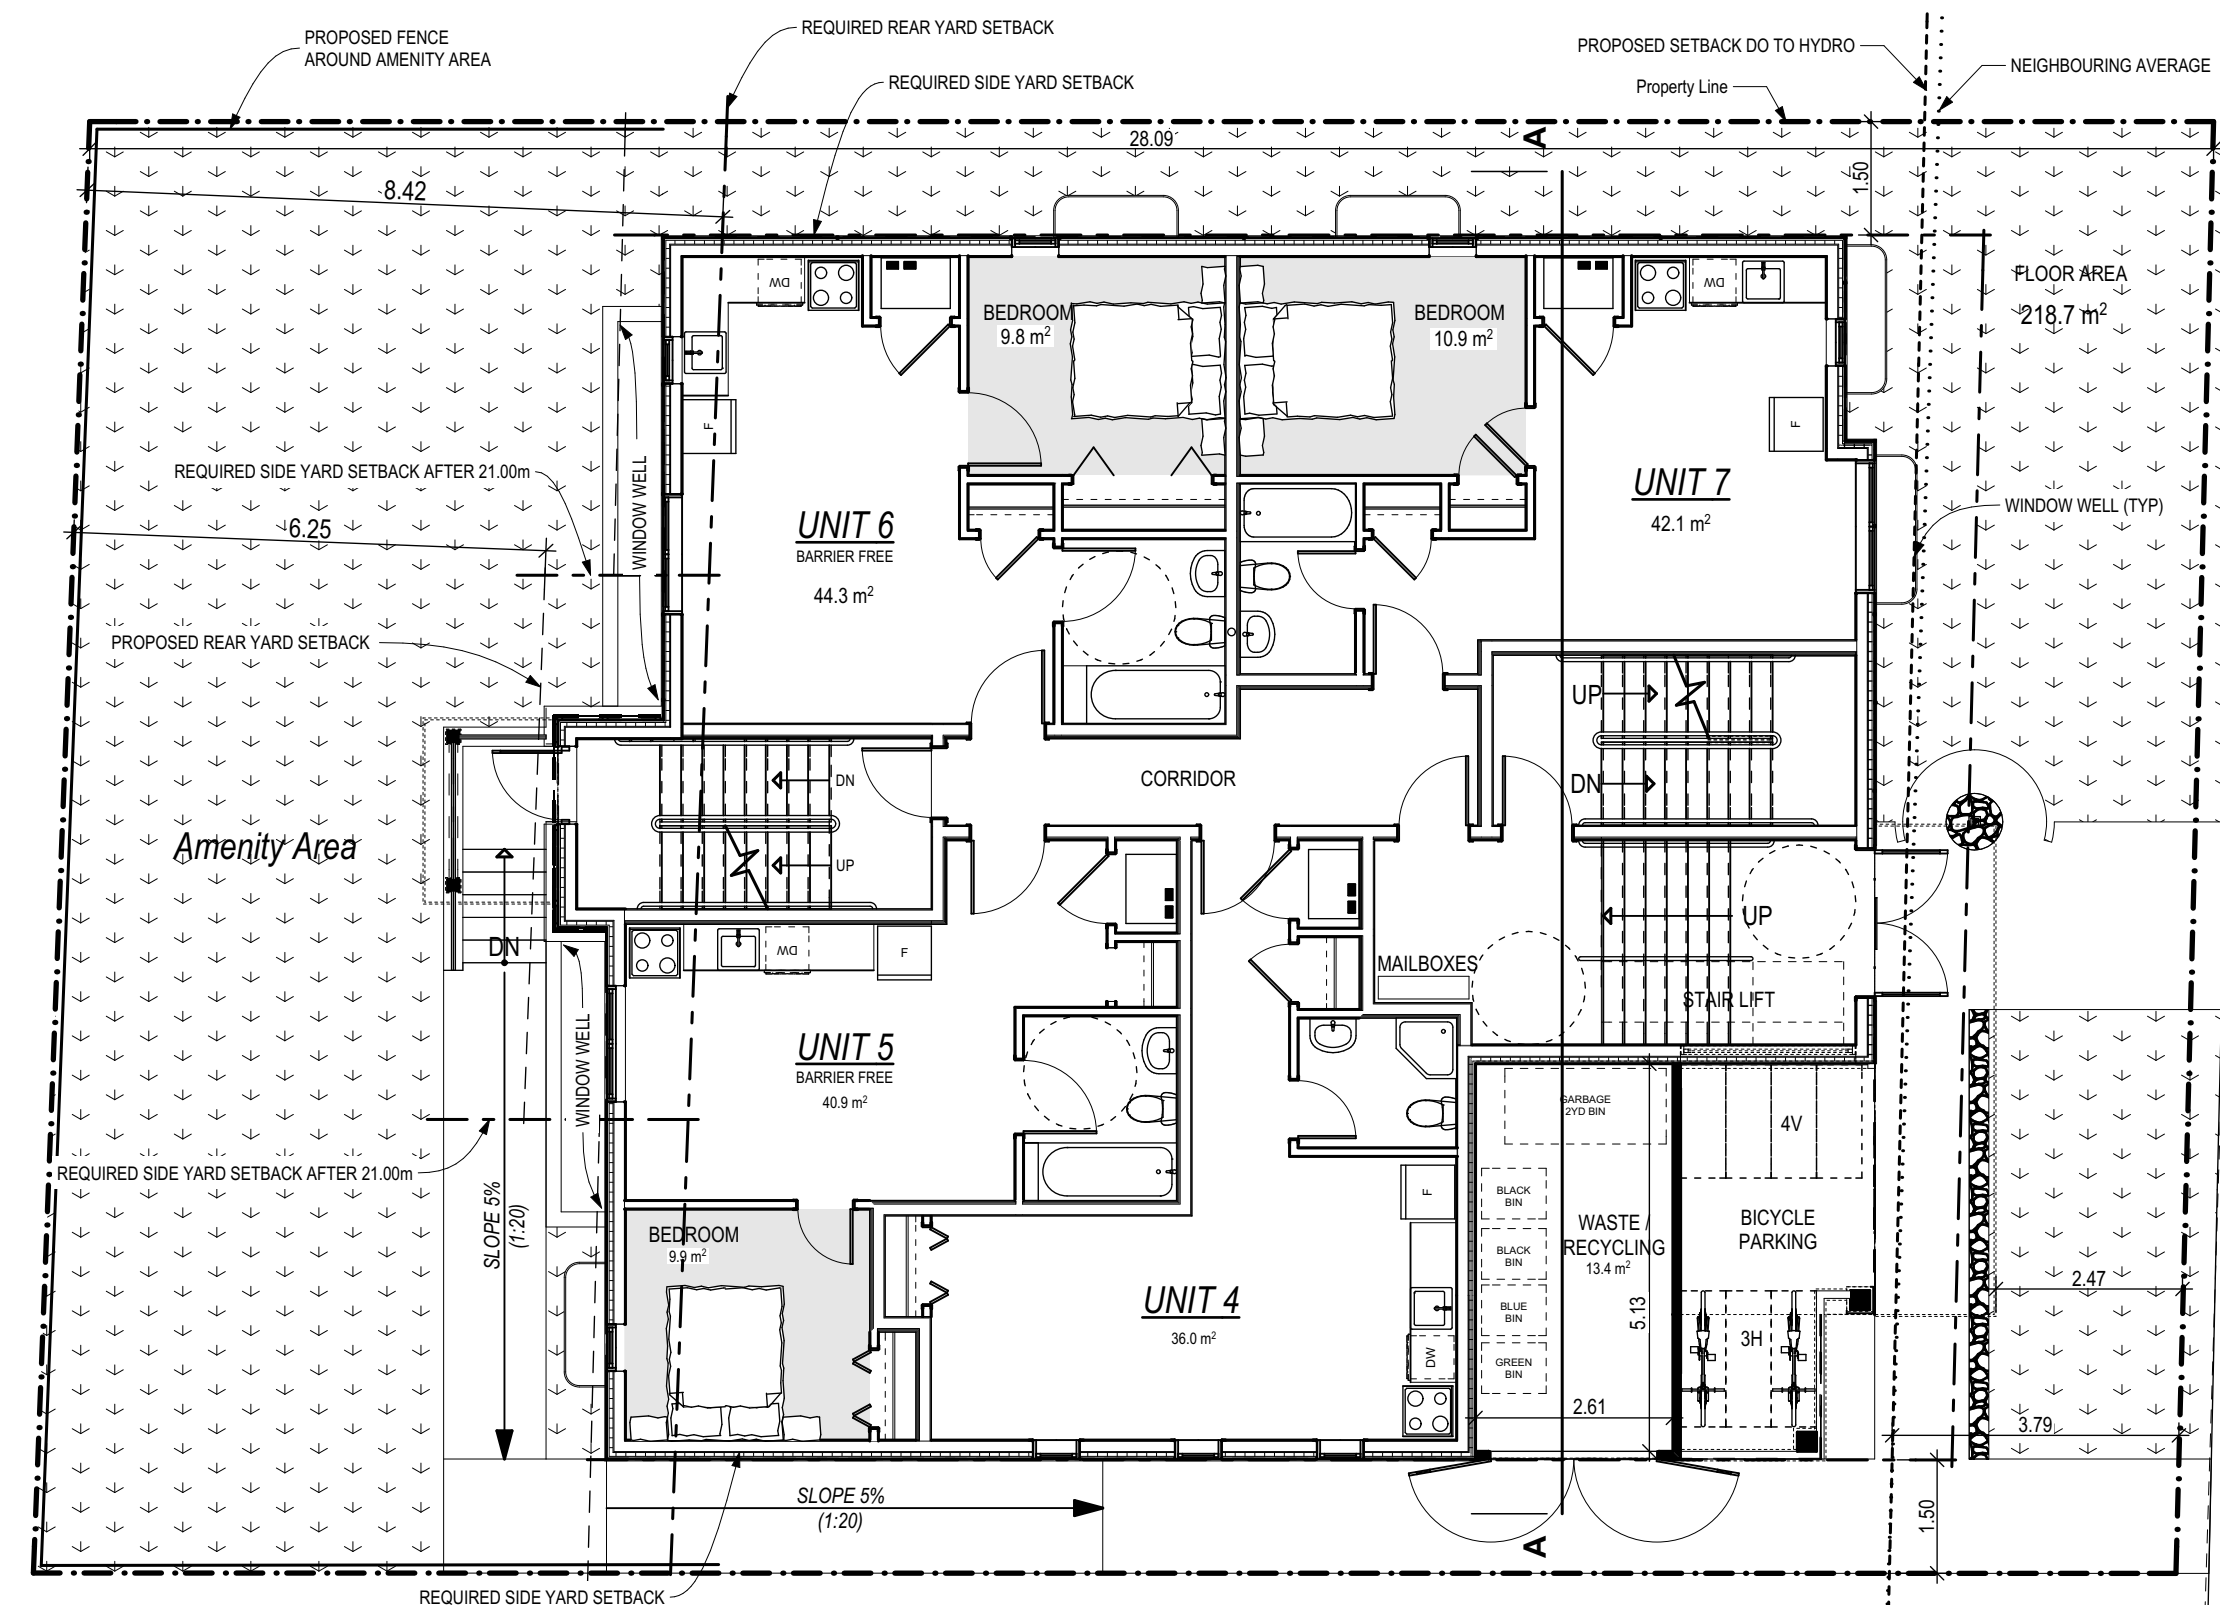 REQUIRED REAR YARD SETBACK
PROPOSED FENCE
AROUND AMENITY AREA
PROPOSED SETBACK DO TO HYDRO
NEIGHBOURING AVERAGE
REQUIRED SIDE YARD SETBACK
Property Line
A
28.09
8.42
1.50
FLOOR AREA
218.7 m²
DW
BEDROOM
9.8 m²
BEDROOM
10.9 m²
DW
F
F
REQUIRED SIDE YARD SETBACK AFTER 21.00m
WINDOW WELL
UNIT 7
42.1 m²
WINDOW WELL (TYP)
6.25
UNIT 6
BARRIER FREE
44.3 m²
PROPOSED REAR YARD SETBACK
UP
DN
CORRIDOR
DN
UP
Amenity Area
DN
UP
MAILBOXES
STAIR LIFT
DW
F
WINDOW WELL
UNIT 5
BARRIER FREE
40.9 m²
GARBAGE
2YD BIN
4V
REQUIRED SIDE YARD SETBACK AFTER 21.00m
SLOPE 5%
(1:20)
F
BLACK
BIN
BEDROOM
9.9 m²
WASTE /
RECYCLING
13.4 m²
BICYCLE
PARKING
BLACK
BIN
2.47
UNIT 4
36.0 m²
BLUE
BIN
5.13
3H
DW
GREEN
BIN
2.61
3.79
SLOPE 5%
(1:20)
1.50
A
REQUIRED SIDE YARD SETBACK